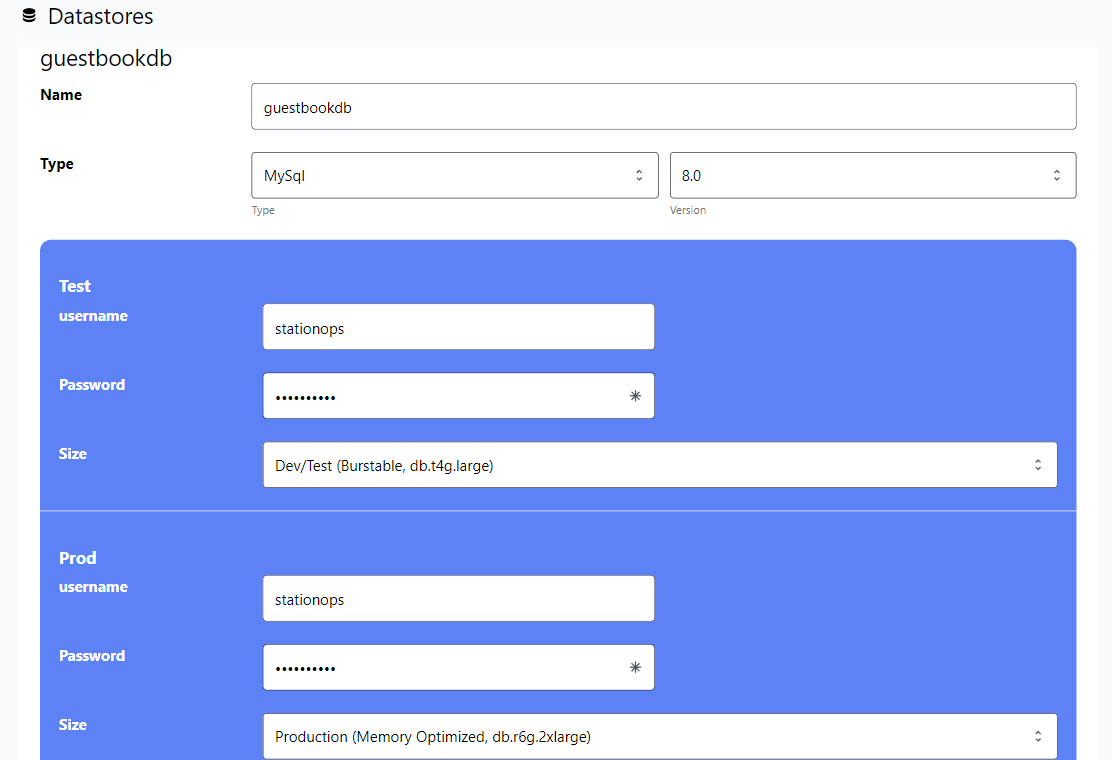 Datastores
guestbookdb
Name
guestbookdb
Type
MySql
8.0
Type
Version
Test
username
stationops
Password
••••••••••
Size
Dev/Test (Burstable, db.t4g.large)
Prod
username
stationops
Password
••••••••••
Size
Production (Memory Optimized, db.r6g.2xlarge)